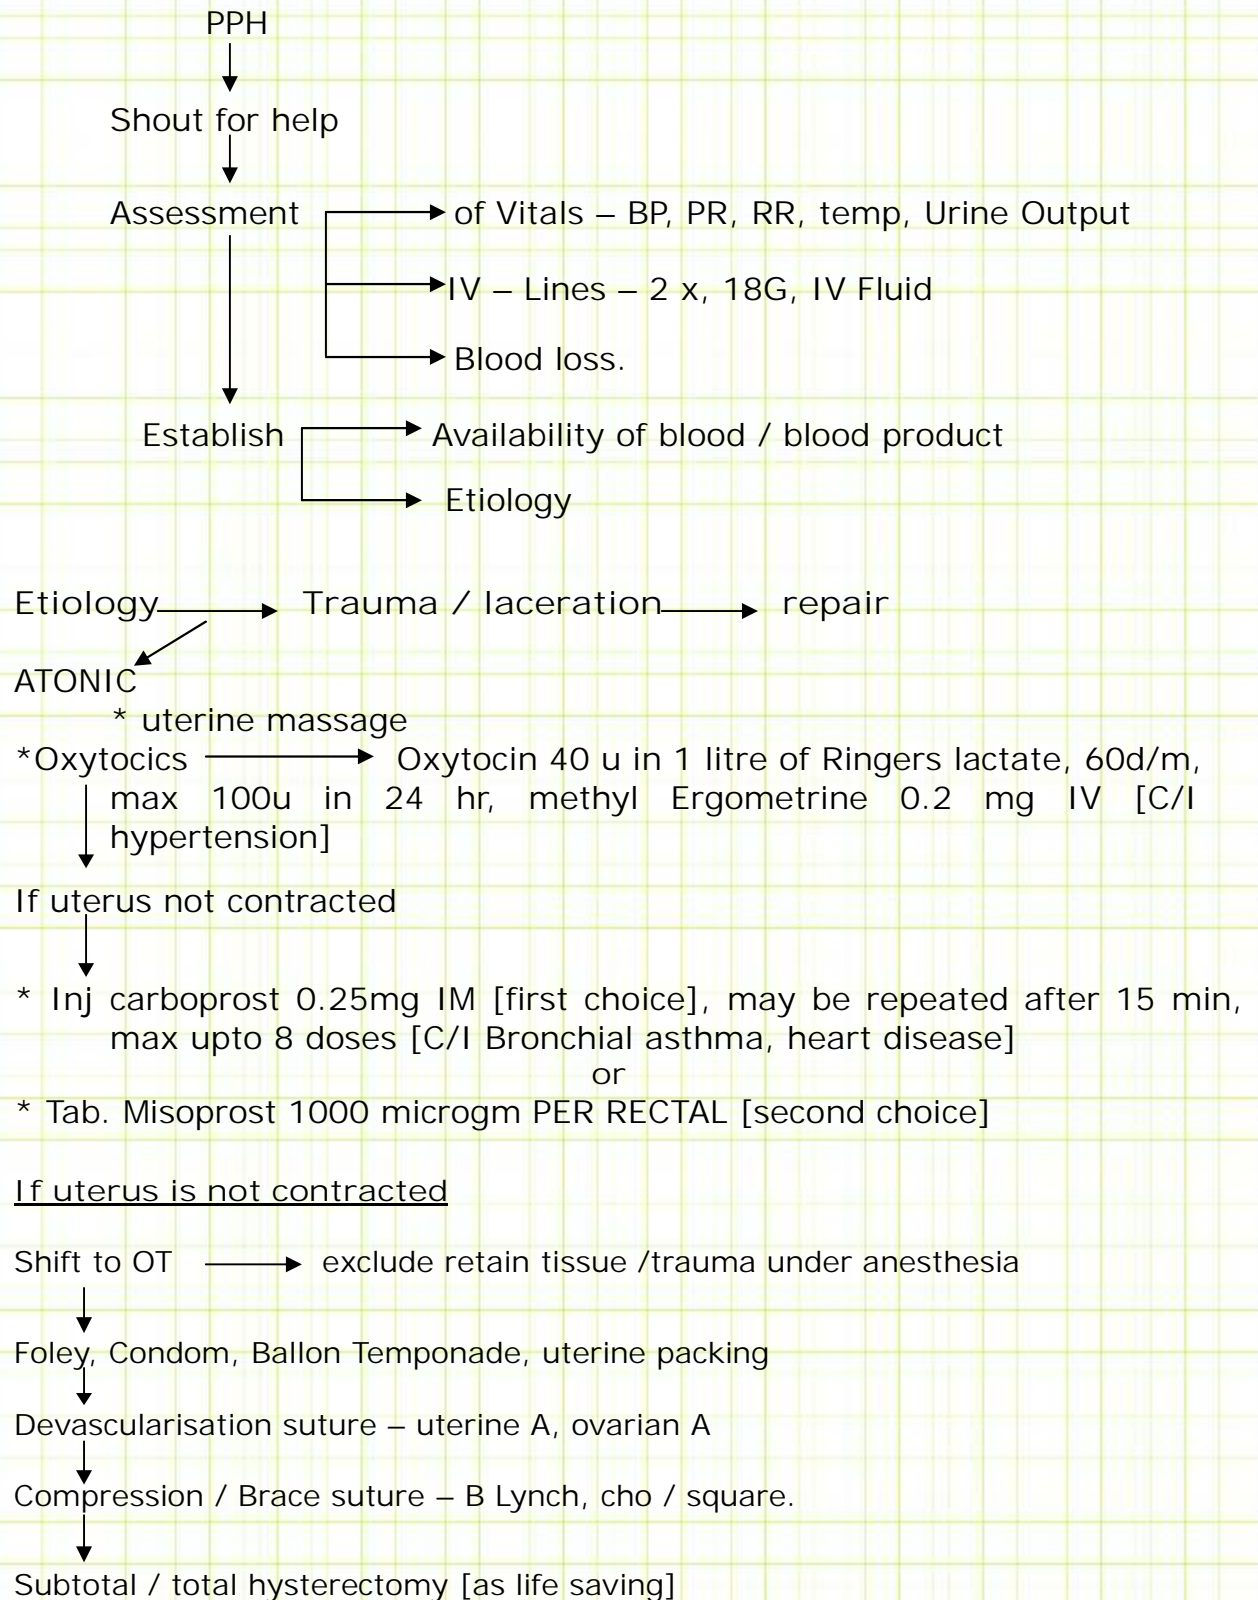 PPH
Shout for help
Assessment
of Vitals – BP, PR, RR, temp, Urine Output
IV – Lines – 2 x, 18G, IV Fluid
Blood loss.
Establish
Availability of blood / blood product
Etiology
Etiology Trauma / laceration repair
ATONIC
* uterine massage
*Oxytocics Oxytocin 40 u in 1 litre of Ringers lactate, 60d/m,
max 100u in 24 hr, methyl Ergometrine 0.2 mg IV [C/I
hypertension]
If uterus not contracted
* Inj carboprost 0.25mg IM [first choice], may be repeated after 15 min,
max upto 8 doses [C/I Bronchial asthma, heart disease]
or
* Tab. Misoprost 1000 microgm PER RECTAL [second choice]
If uterus is not contracted
Shift to OT exclude retain tissue /trauma under anesthesia
Foley, Condom, Ballon Temponade, uterine packing
Devascularisation suture – uterine A, ovarian A
Compression / Brace suture – B Lynch, cho / square.
Subtotal / total hysterectomy [as life saving]